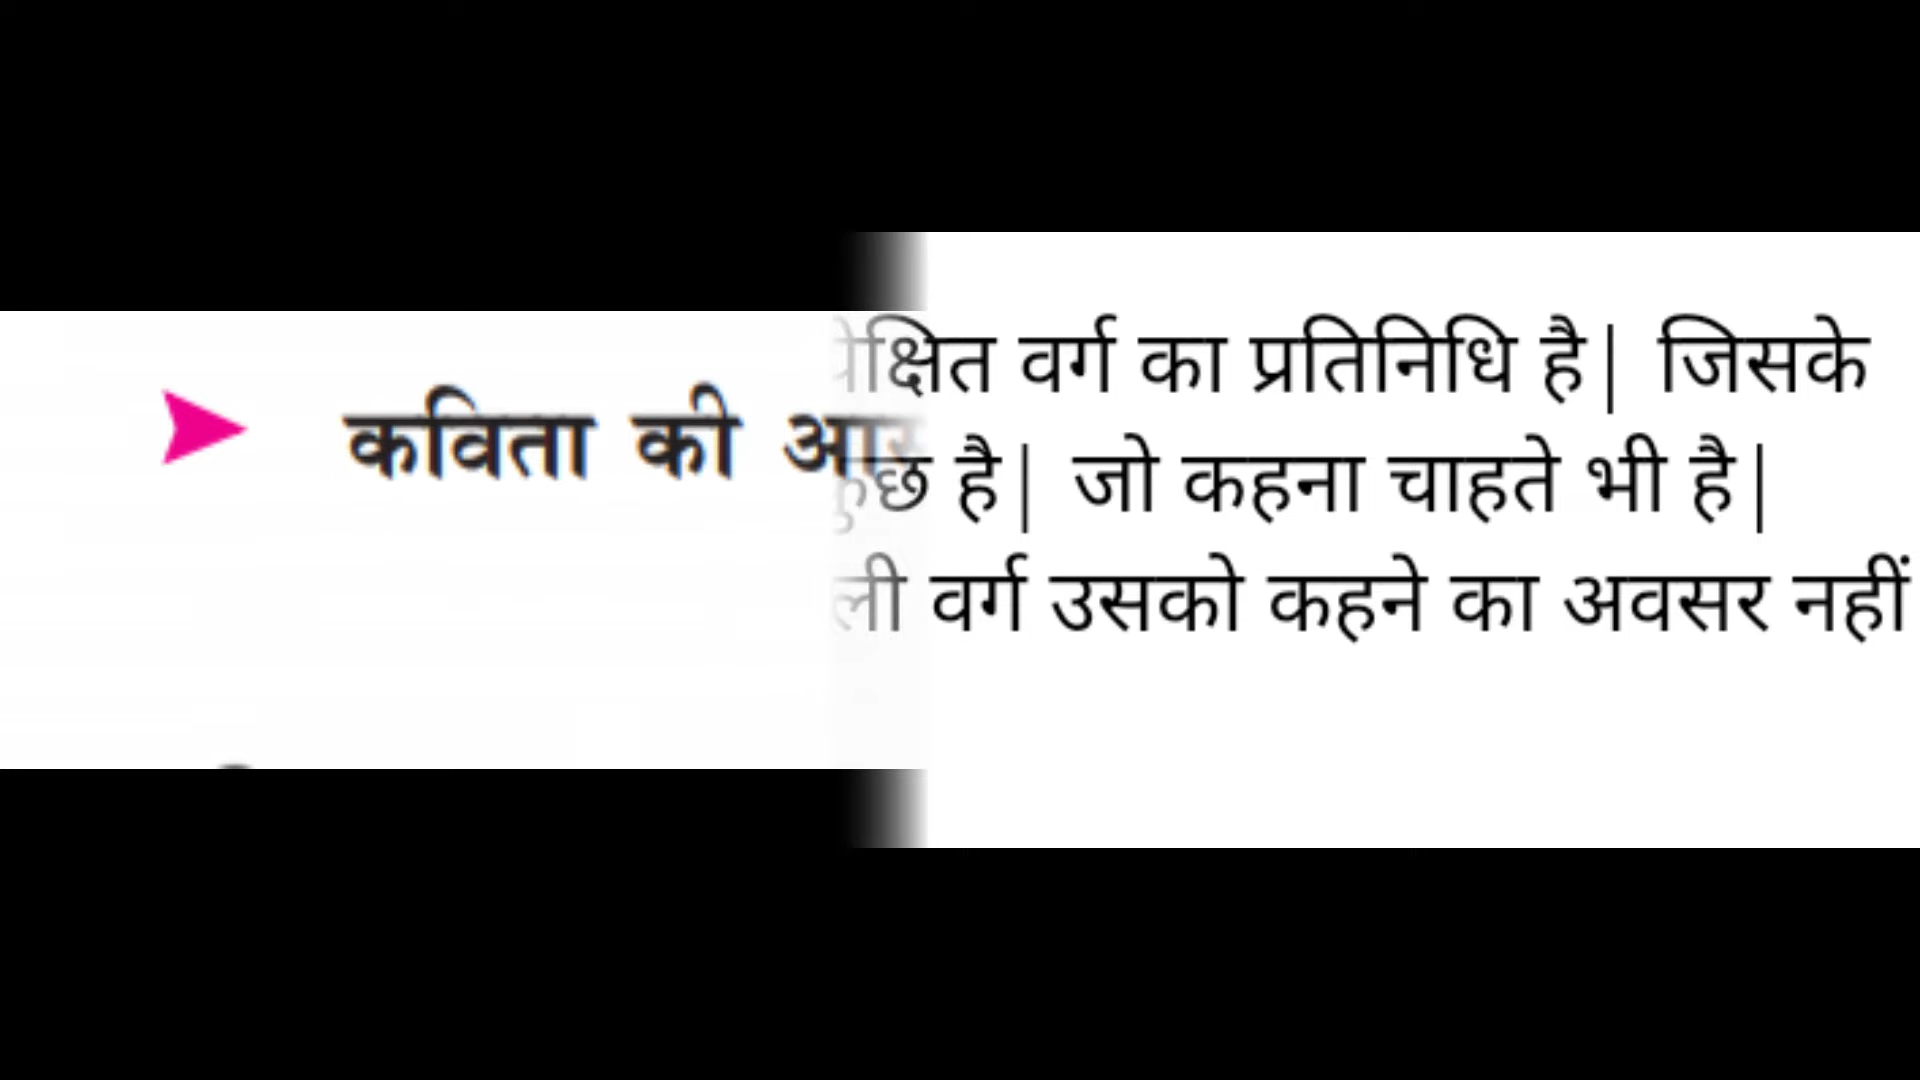 कविता की
वर्ग का प्रतिनिधि है| जिसके
है| जो कहना चाहते भी है|
वर्ग उसको कहने का अवसर नहीं